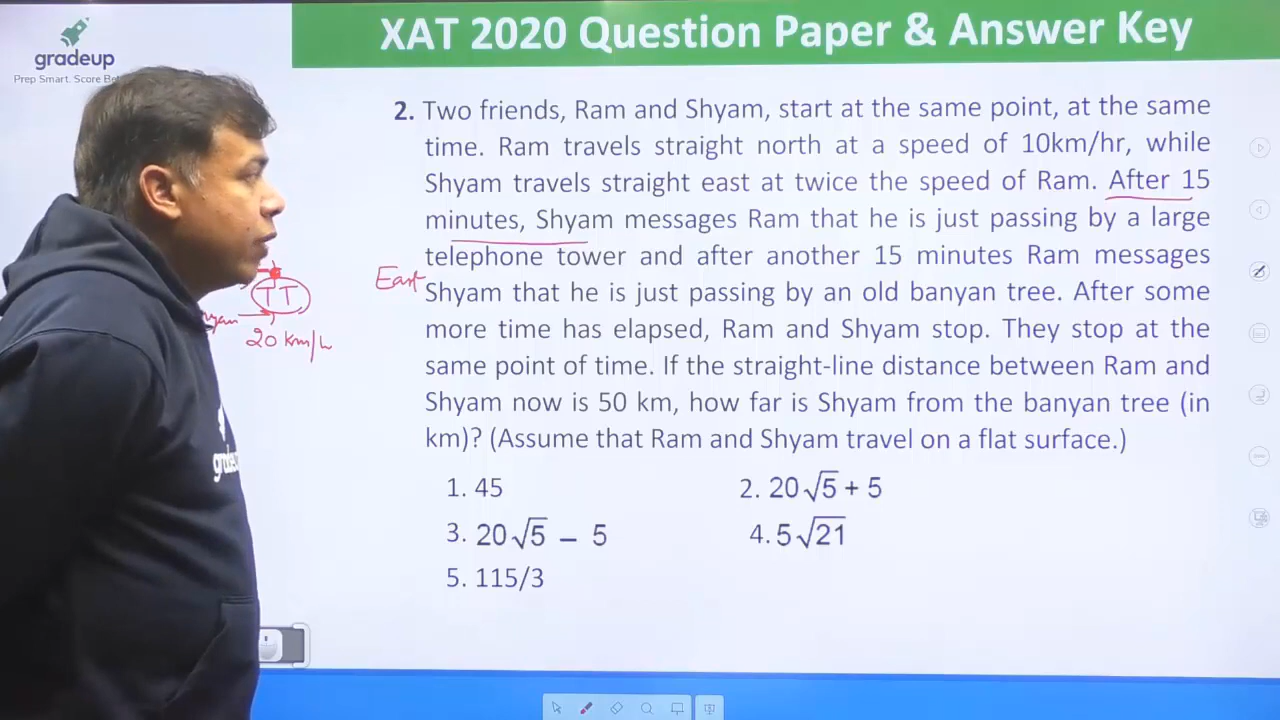 XAT 2020 Question Paper & Answer Key
gradeup
Prep Smart. Score
2. Two friends, Ram and Shyam, start at the same point, at the same
time. Ram travels straight north at a speed of 10km/hr, while
Shyam travels straight east at twice the speed of Ram. After 15
minutes, Shyam messages Ram that he is just passing by a large
telephone tower and after another 15 minutes Ram messages
Shyam that he is just passing by an old banyan tree. After some
more time has elapsed, Ram and Shyam stop. They stop at the
same point of time. If the straight-line distance between Ram and
Shyam now is 50 km, how far is Shyam from the banyan tree (in
km)? (Assume that Ram and Shyam travel on a flat surface.)
East
TT
20 km/h
1. 45
2. 20√5 + 5
3. 20√5 – 5
4. 5√21
5. 115/3